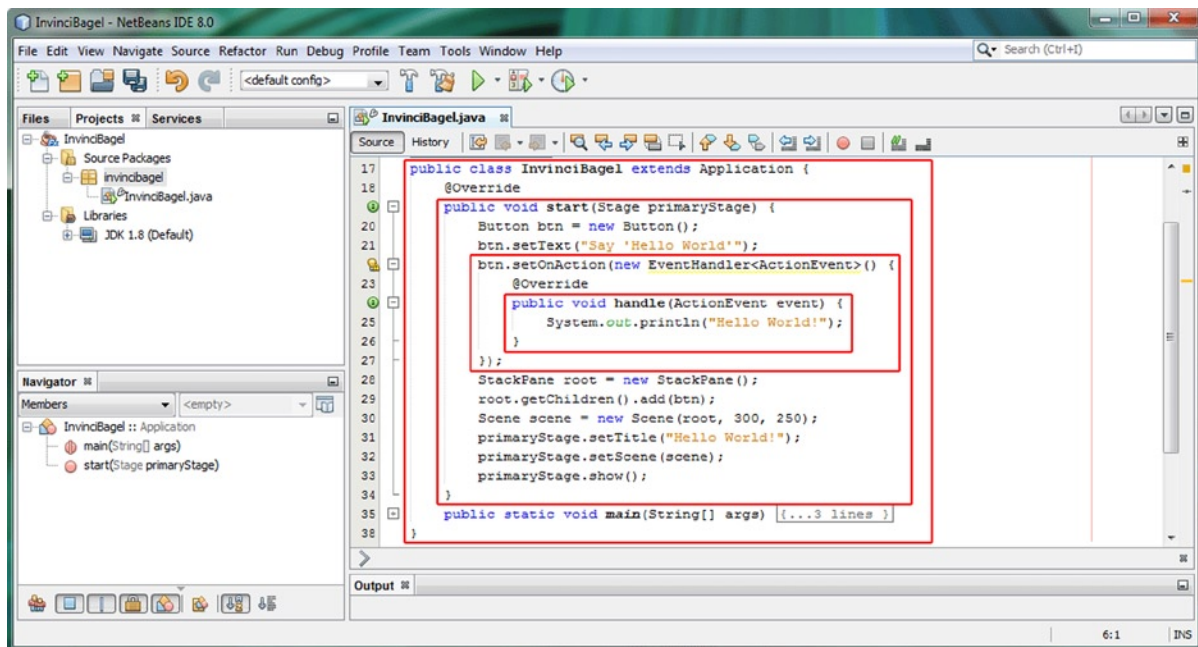 InvinciBagel - NetBeans IDE 8.0
File Edit View Navigate Source Refactor Run Debug Profile Team Tools Window Help
Search (Ctrl+I)
<default config>
Files Projects Services
InvinciBagel
Source Packages
invincibagel
InvinciBagel.java
Libraries
JDK 1.8 (Default)
Navigator
Members <empty>
InvinciBagel :: Application
main(String[] args)
start(Stage primaryStage)
InvinciBagel.java
Source History
17 public class InvinciBagel extends Application {
18 @Override
public void start(Stage primaryStage) {
20 Button btn = new Button();
21 btn.setText("Say 'Hello World'");
btn.setOnAction(new EventHandler<ActionEvent>() {
23 @Override
public void handle(ActionEvent event) {
25 System.out.println("Hello World!");
26 }
27 });
28 StackPane root = new StackPane();
29 root.getChildren().add(btn);
30 Scene scene = new Scene(root, 300, 250);
31 primaryStage.setTitle("Hello World!");
32 primaryStage.setScene(scene);
33 primaryStage.show();
34 }
35 public static void main(String[] args) {...3 lines }
38 }
Output
6:1 INS